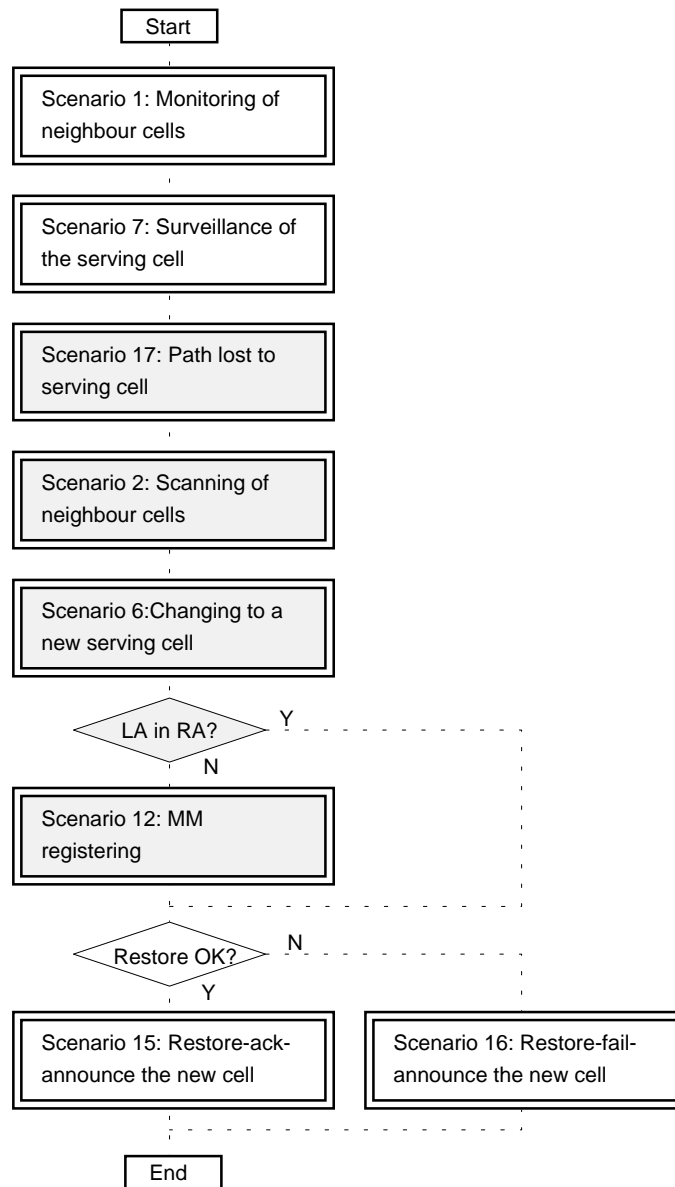 Start
Scenario 1: Monitoring of
neighbour cells
Scenario 7: Surveillance of
the serving cell
Scenario 17: Path lost to
serving cell
Scenario 2: Scanning of
neighbour cells
Scenario 6:Changing to a
new serving cell
LA in RA?
Y
N
Scenario 12: MM
registering
Restore OK?
N
Y
Scenario 15: Restore-ack-
announce the new cell
Scenario 16: Restore-fail-
announce the new cell
End